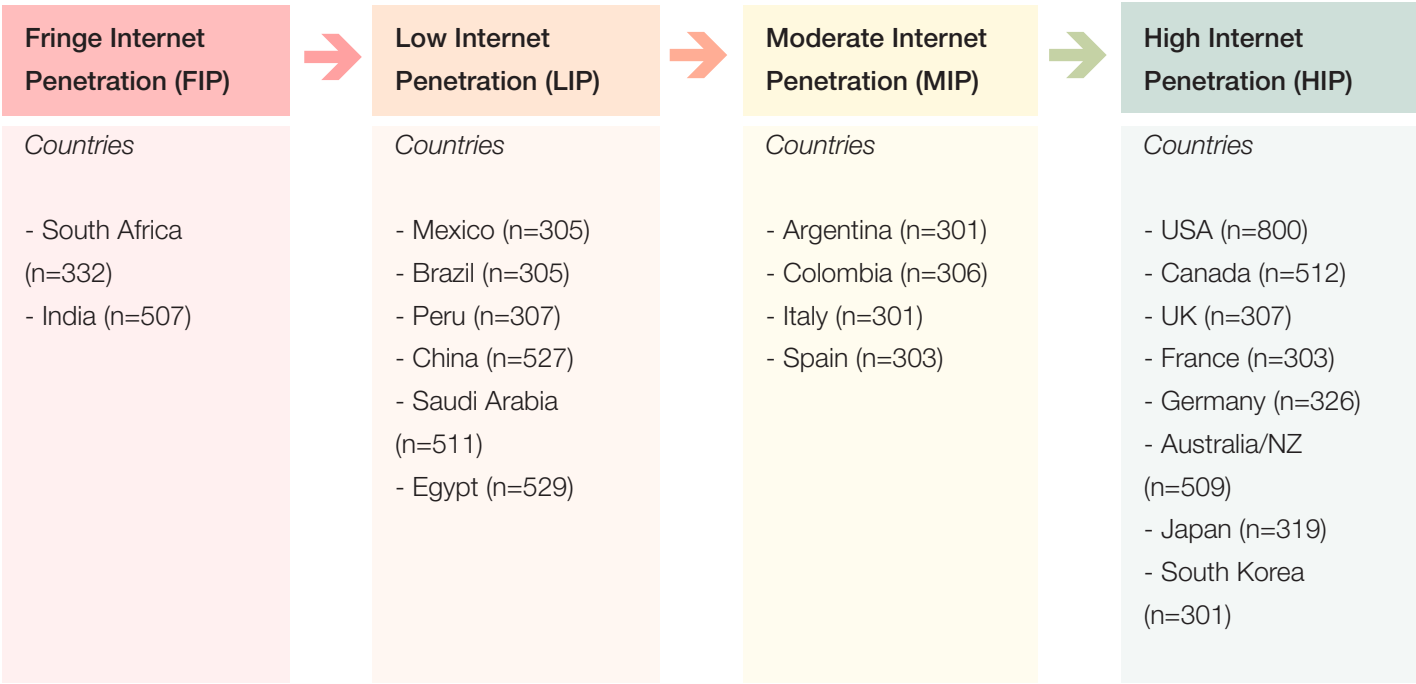 Fringe Internet
Penetration (FIP)
Countries
- South Africa
(n=332)
- India (n=507)
Low Internet
Penetration (LIP)
Countries
- Mexico (n=305)
- Brazil (n=305)
- Peru (n=307)
- China (n=527)
- Saudi Arabia
(n=511)
- Egypt (n=529)
Moderate Internet
Penetration (MIP)
Countries
- Argentina (n=301)
- Colombia (n=306)
- Italy (n=301)
- Spain (n=303)
High Internet
Penetration (HIP)
Countries
- USA (n=800)
- Canada (n=512)
- UK (n=307)
- France (n=303)
- Germany (n=326)
- Australia/NZ
(n=509)
- Japan (n=319)
- South Korea
(n=301)